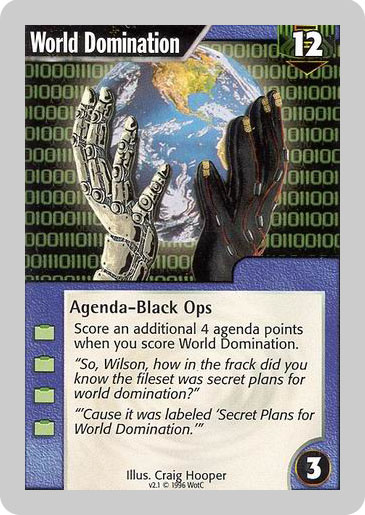 World Domination
12
Agenda-Black Ops
Score an additional 4 agenda points
when you score World Domination.
“So, Wilson, how in the frack did you
know the fileset was secret plans for
world domination?”
“‘Cause it was labeled ‘Secret Plans for
World Domination.’”
Illus. Craig Hooper
v2.1 © 1996 WotC
3